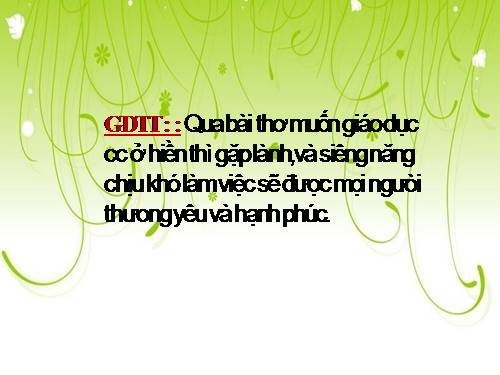 GDTT: : Qua bài thơ muốn giáo dục
cc ở hiền thì gặp lành, và siêng năng
chịu khó làm việc sẽ được mọi người
thương yêu và hạnh phúc.